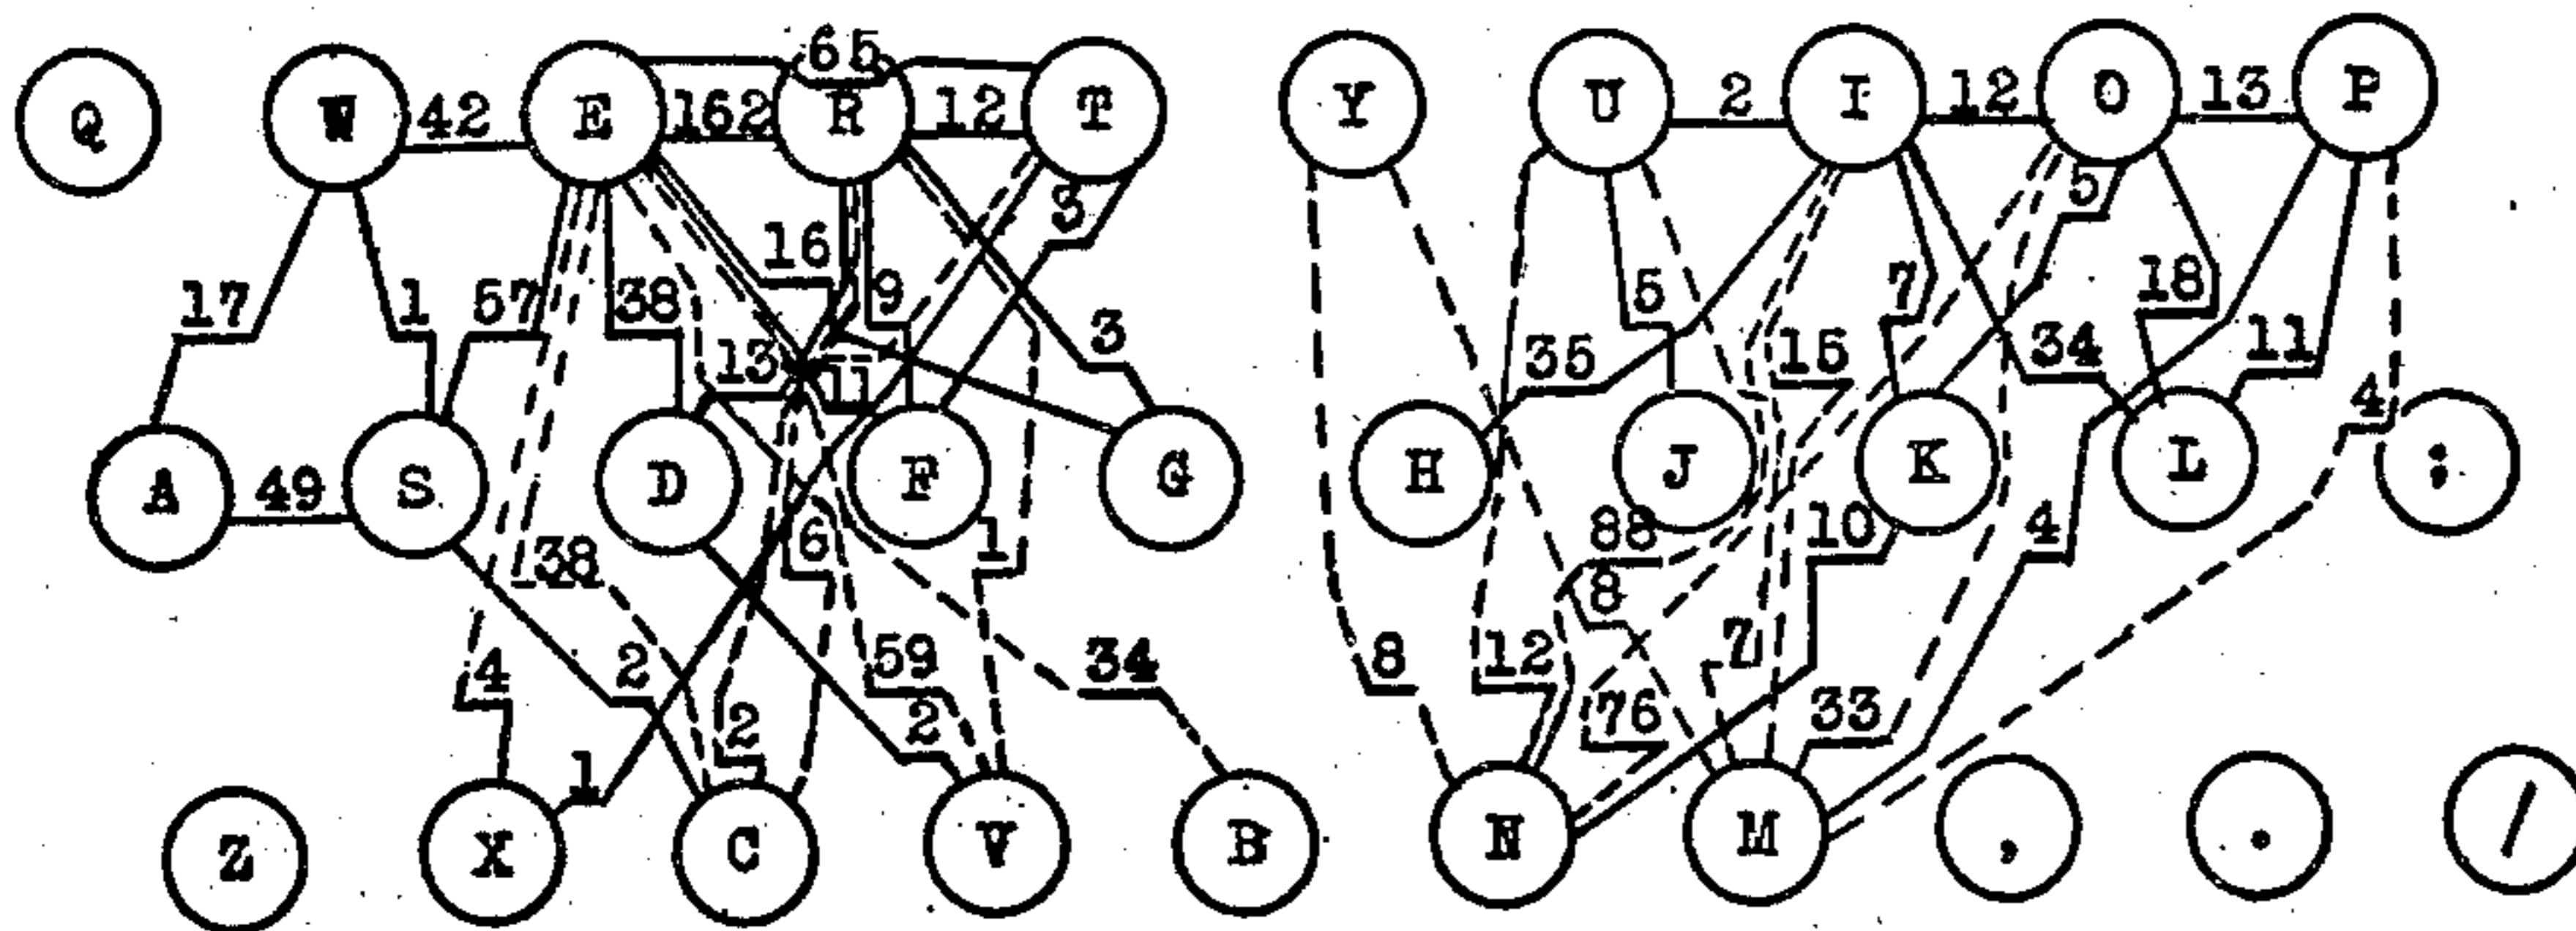 65
Q W 42 E 162 R 12 T Y U 2 I 12 O 13 P
3 5
16
17 1 57 38 9 3 5 7 18
13 11 35 15 34 11 4
A 49 S D F G H J K L ;
38 6 1 88 10 4
8
4 2 59 34 8 12 7
2 2 76 33
1
Z X C V B N M , . /